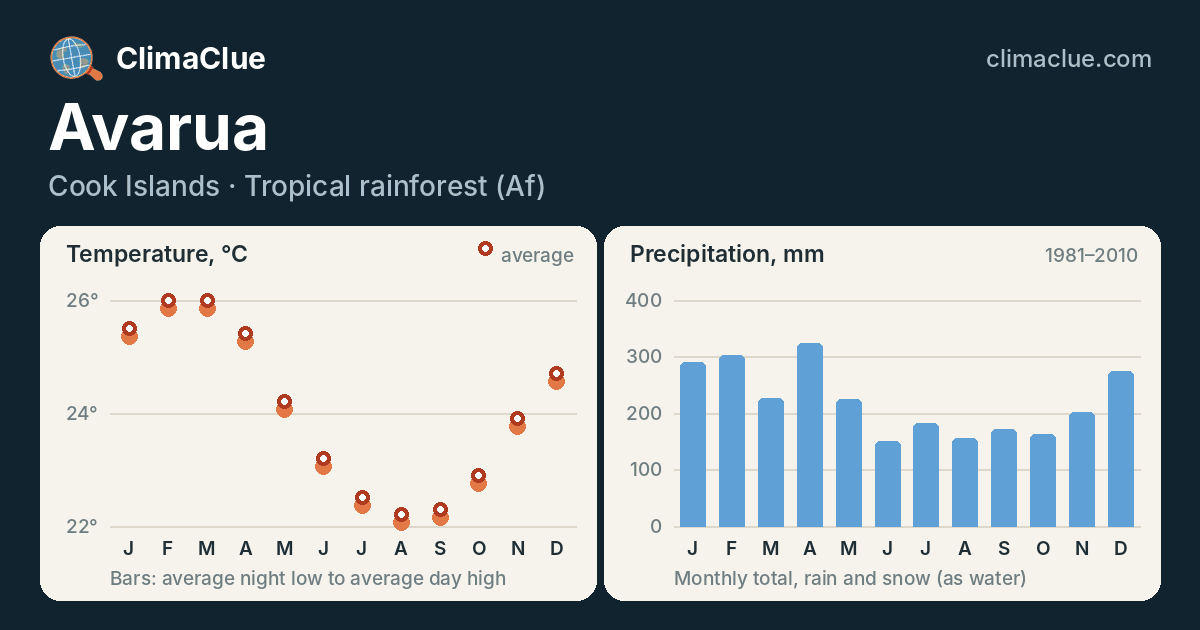 ClimaClue
climaclue.com
Avarua
Cook Islands · Tropical rainforest (Af)
Temperature, °C
average
26°
24°
22°
J F M A M J J A S O N D
Bars: average night low to average day high
Precipitation, mm
1981–2010
400
300
200
100
0
J F M A M J J A S O N D
Monthly total, rain and snow (as water)